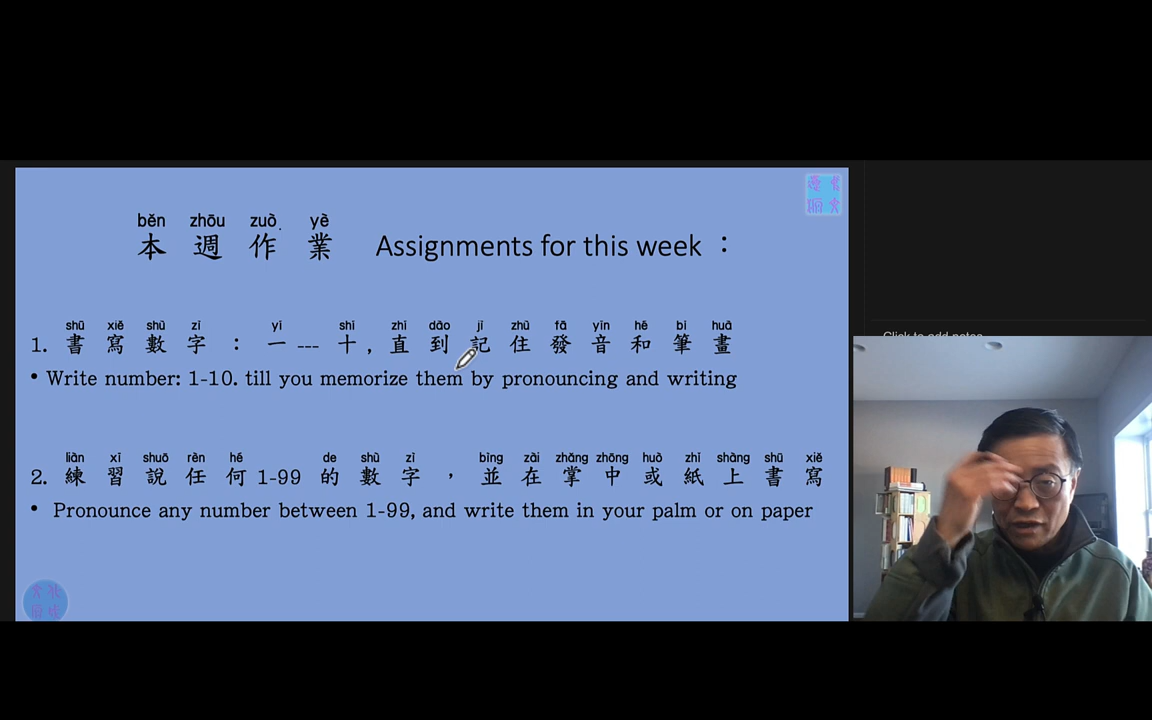 běn zhōu zuò yè
本 週 作 業 Assignments for this week ：
shū xiě shù zì yī shí zhí dào jì zhù fā yīn hé bǐ huà
1. 書 寫 數 字 ： 一 --- 十 , 直 到 記 住 發 音 和 筆 畫
• Write number: 1-10. till you memorize them by pronouncing and writing
liàn xí shuō rèn hé de shù zì bìng zài zhǎng zhōng huò zhǐ shàng shū xiě
2. 練 習 說 任 何 1-99 的 數 字 ， 並 在 掌 中 或 紙 上 書 寫
• Pronounce any number between 1-99, and write them in your palm or on paper